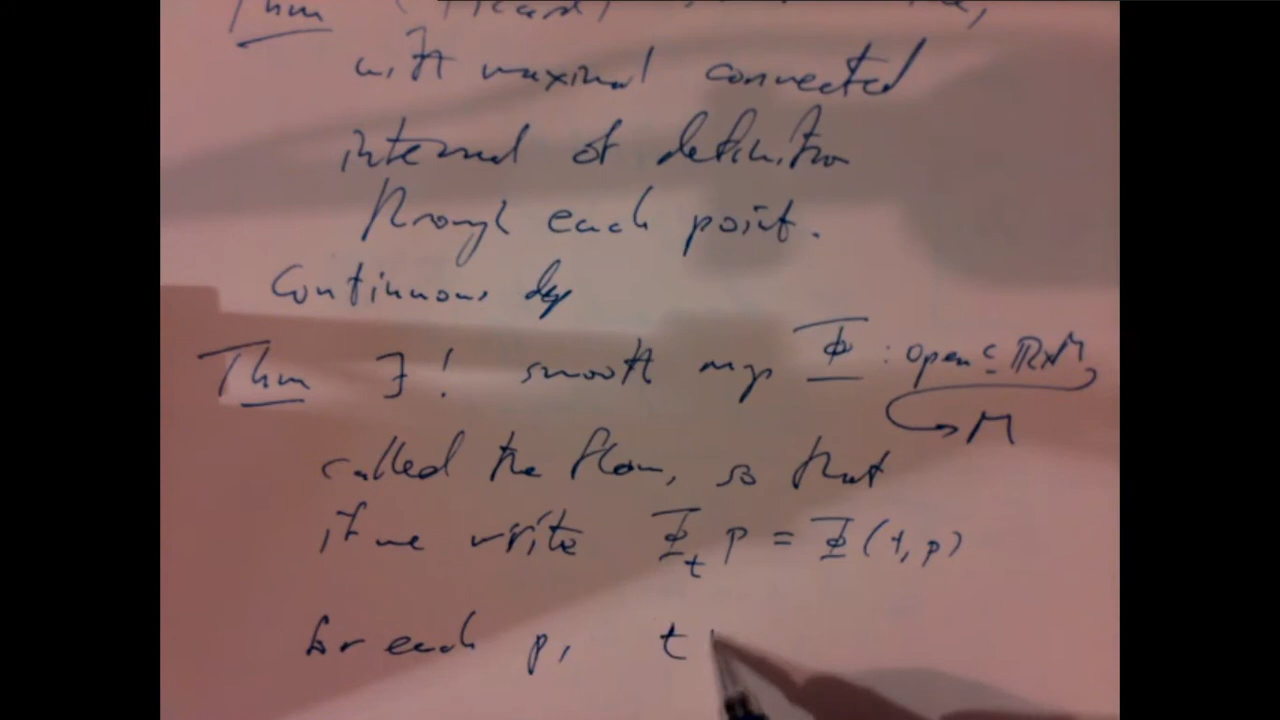 Thm (Picard)
with maximal connected
interval of definition
through each point.
Continuous dep
Thm ∃! smooth map Φ : open ⊆ ℝ×M
→ M
called the flow, so that
if we write Φ_t p = Φ(t,p)
for each p, t